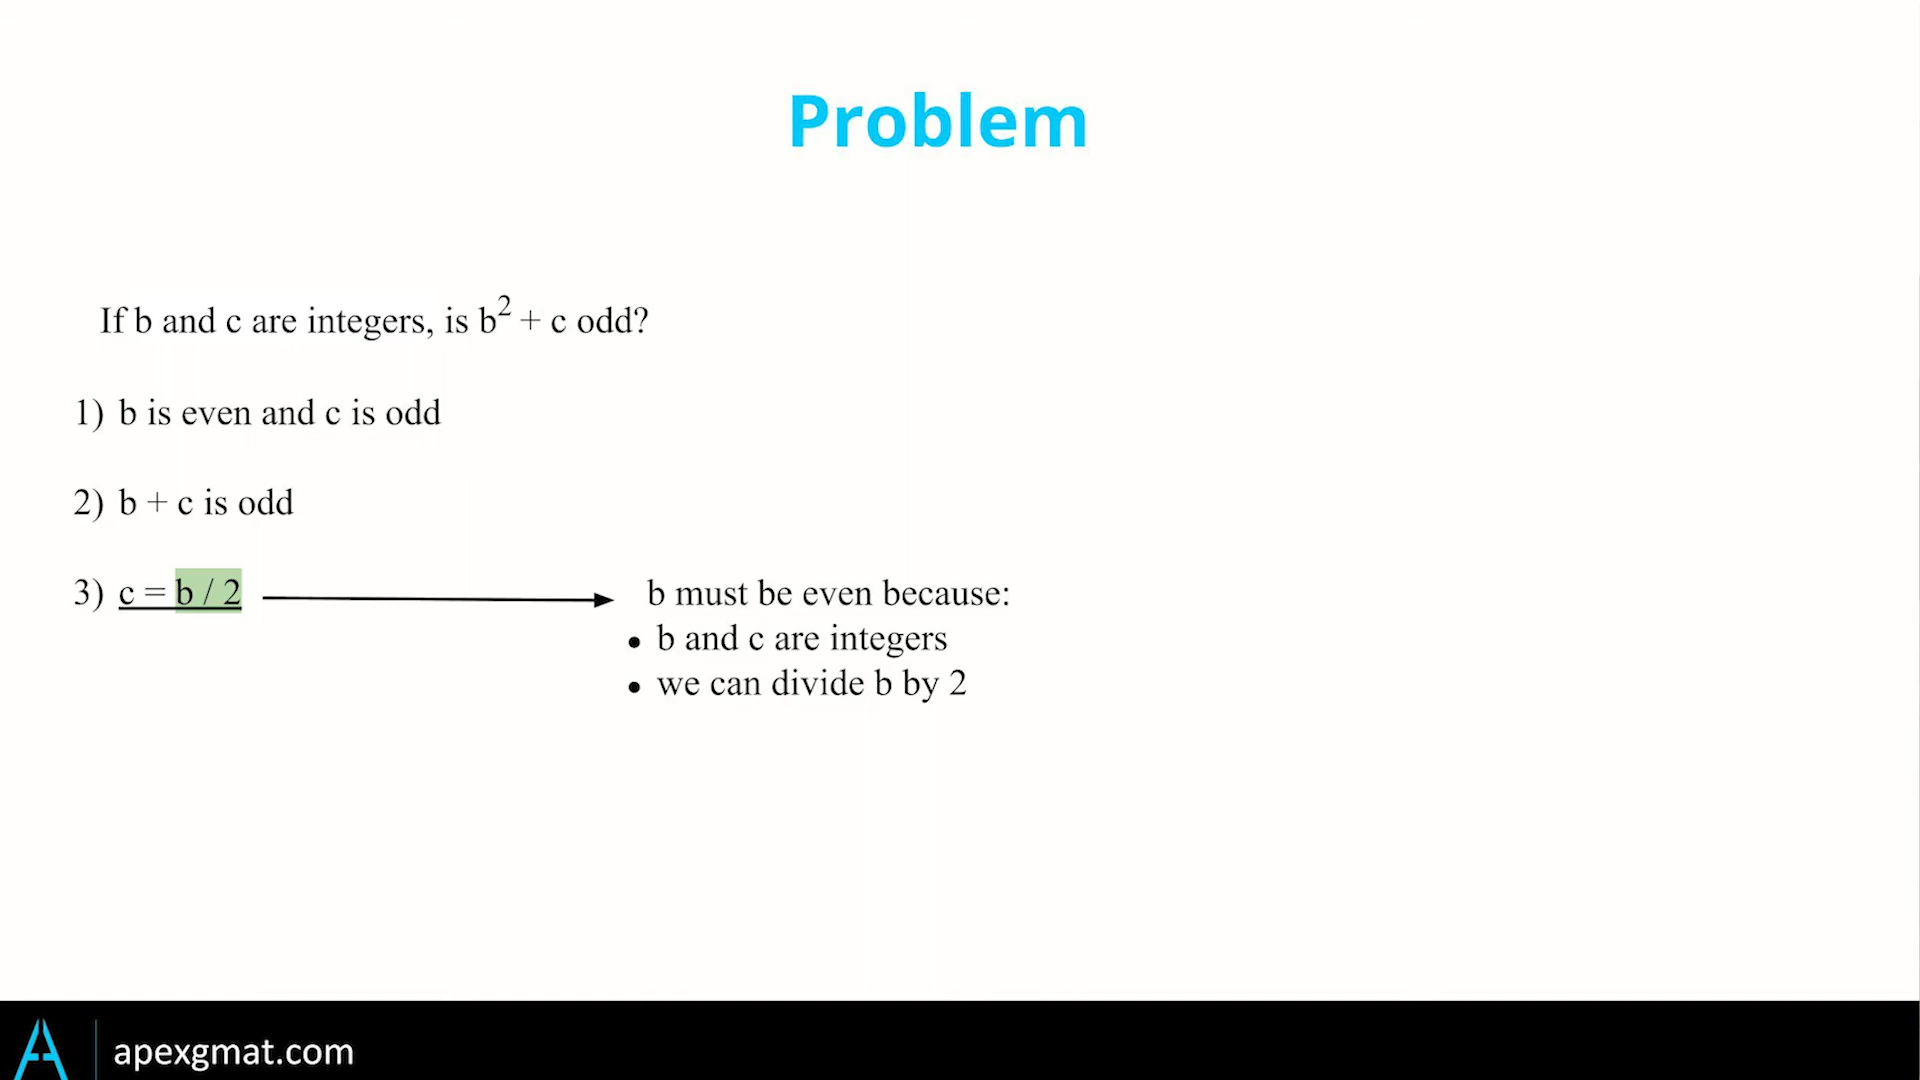 Problem
If b and c are integers, is b² + c odd?
1) b is even and c is odd
2) b + c is odd
3) c = b / 2
b must be even because:
• b and c are integers
• we can divide b by 2
apexgmat.com